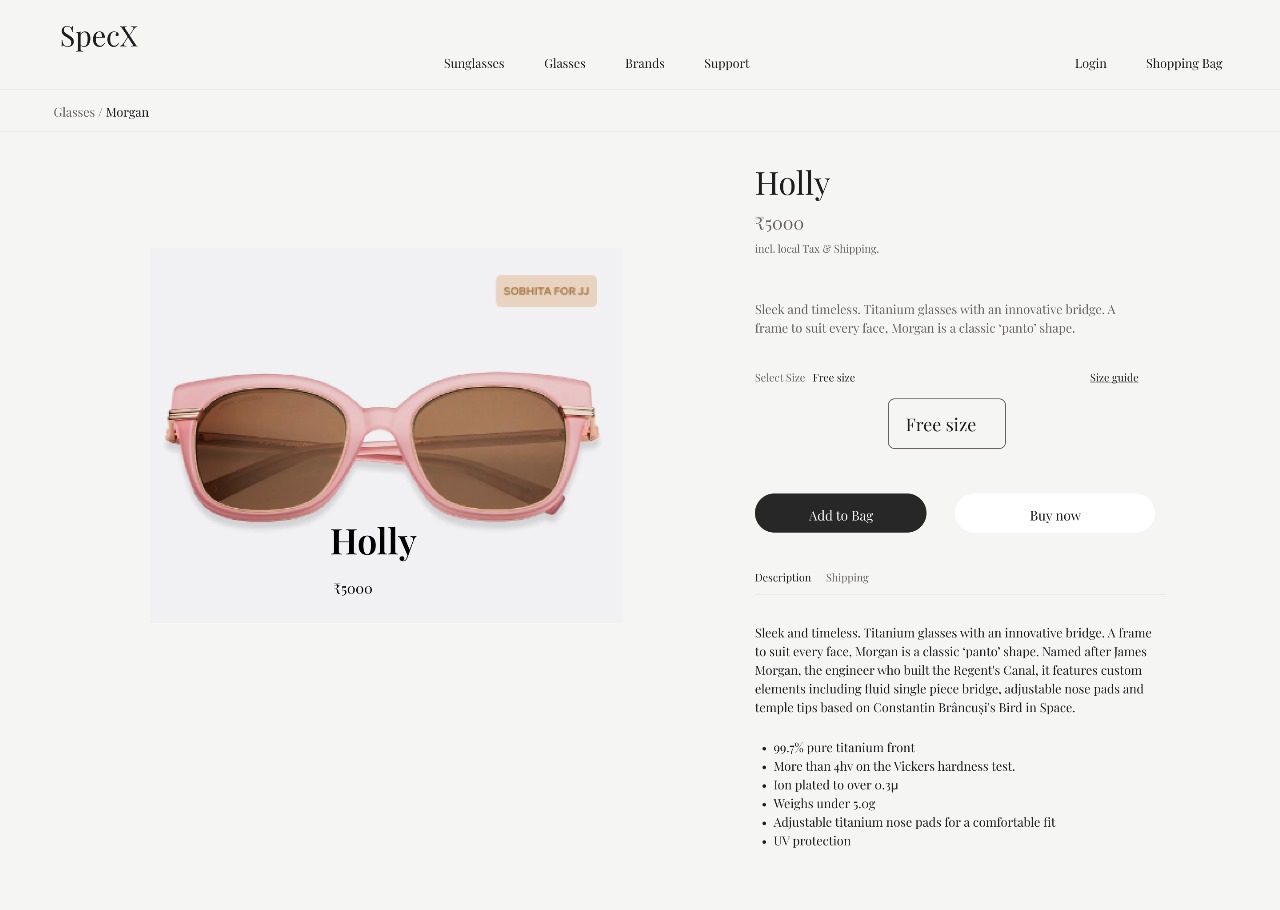 SpecX
Sunglasses Glasses Brands Support Login Shopping Bag
Glasses / Morgan
SOBHITA FOR JJ
Holly
₹5000
Holly
₹5000
incl. local Tax & Shipping.
Sleek and timeless. Titanium glasses with an innovative bridge. A
frame to suit every face, Morgan is a classic ‘panto’ shape.
Select Size Free size Size guide
Free size
Add to Bag Buy now
Description Shipping
Sleek and timeless. Titanium glasses with an innovative bridge. A frame
to suit every face, Morgan is a classic ‘panto’ shape. Named after James
Morgan, the engineer who built the Regent's Canal, it features custom
elements including fluid single piece bridge, adjustable nose pads and
temple tips based on Constantin Brâncuși's Bird in Space.
• 99.7% pure titanium front
• More than 4hv on the Vickers hardness test.
• Ion plated to over 0.3µ
• Weighs under 5.0g
• Adjustable titanium nose pads for a comfortable fit
• UV protection